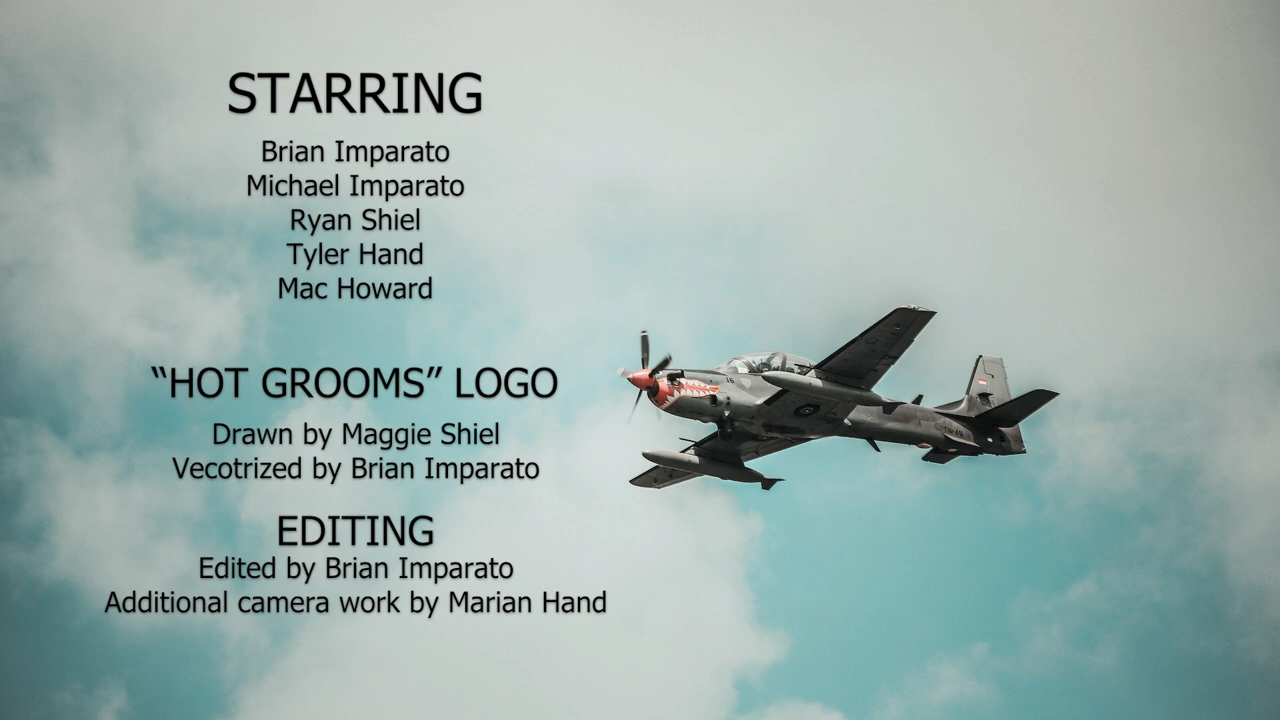 STARRING
Brian Imparato
Michael Imparato
Ryan Shiel
Tyler Hand
Mac Howard
“HOT GROOMS” LOGO
Drawn by Maggie Shiel
Vecotrized by Brian Imparato
EDITING
Edited by Brian Imparato
Additional camera work by Marian Hand